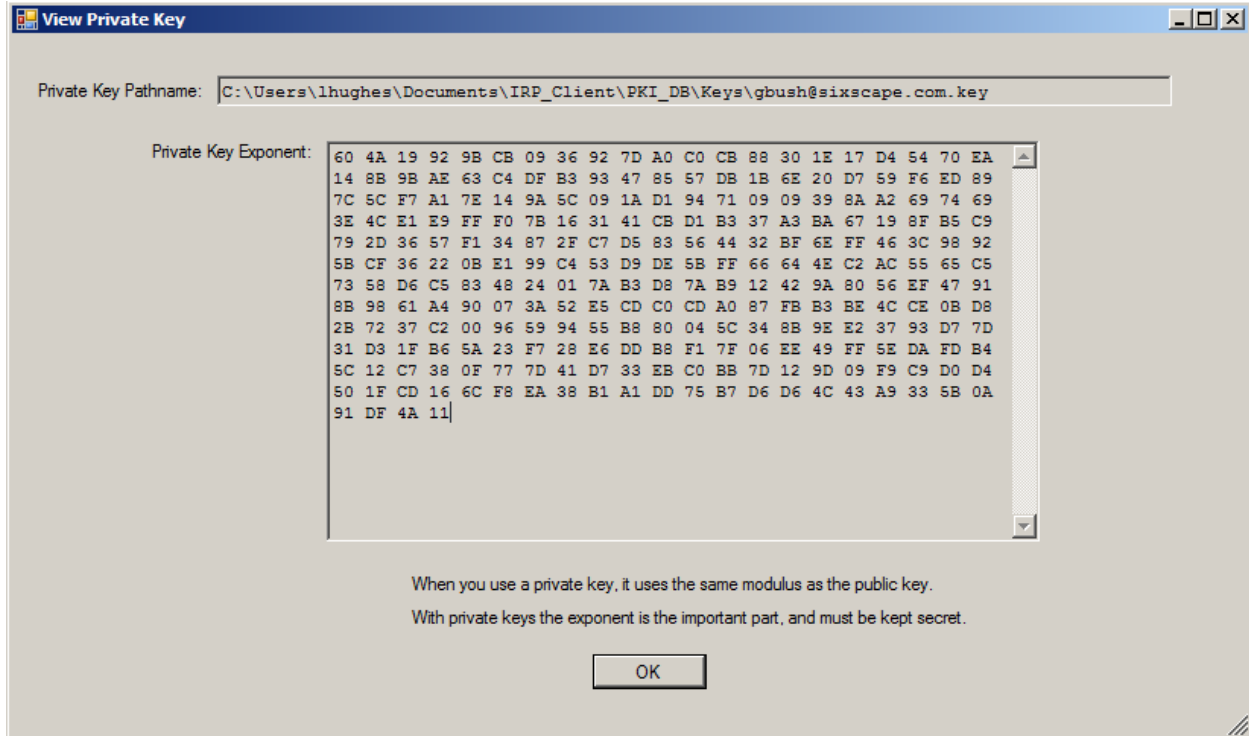 View Private Key
Private Key Pathname: C:\Users\lhughes\Documents\IRP_Client\PKI_DB\Keys\gbush@sixscape.com.key
Private Key Exponent:
60 4A 19 92 9B CB 09 36 92 7D A0 C0 CB 88 30 1E 17 D4 54 70 EA
14 8B 9B AE 63 C4 DF B3 93 47 85 57 DB 1B 6E 20 D7 59 F6 ED 89
7C 5C F7 A1 7E 14 9A 5C 09 1A D1 94 71 09 09 39 8A A2 69 74 69
3E 4C E1 E9 FF F0 7B 16 31 41 CB D1 B3 37 A3 BA 67 19 8F B5 C9
79 2D 36 57 F1 34 87 2F C7 D5 83 56 44 32 BF 6E FF 46 3C 98 92
5B CF 36 22 0B E1 99 C4 53 D9 DE 5B FF 66 64 4E C2 AC 55 65 C5
73 58 D6 C5 83 48 24 01 7A B3 D8 7A B9 12 42 9A 80 56 EF 47 91
8B 98 61 A4 90 07 3A 52 E5 CD C0 CD A0 87 FB B3 BE 4C CE 0B D8
2B 72 37 C2 00 96 59 94 55 B8 80 04 5C 34 8B 9E E2 37 93 D7 7D
31 D3 1F B6 5A 23 F7 28 E6 DD B8 F1 7F 06 EE 49 FF 5E DA FD B4
5C 12 C7 38 0F 77 7D 41 D7 33 EB C0 BB 7D 12 9D 09 F9 C9 D0 D4
50 1F CD 16 6C F8 EA 38 B1 A1 DD 75 B7 D6 D6 4C 43 A9 33 5B 0A
91 DF 4A 11
When you use a private key, it uses the same modulus as the public key.
With private keys the exponent is the important part, and must be kept secret.
OK